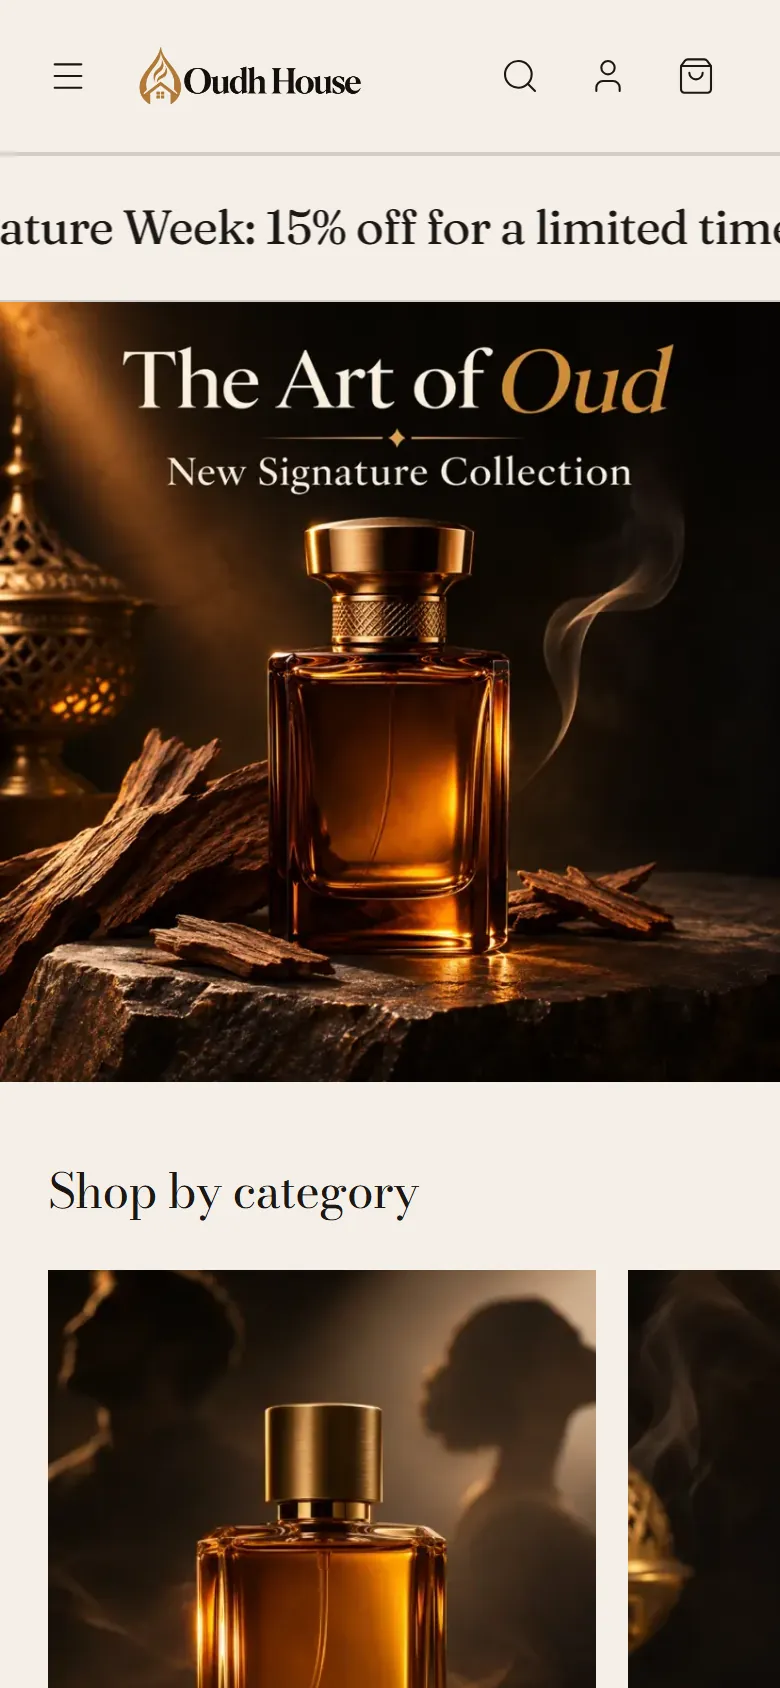 Oudh House
ature Week: 15% off for a limited time
The Art of Oud
New Signature Collection
Shop by category